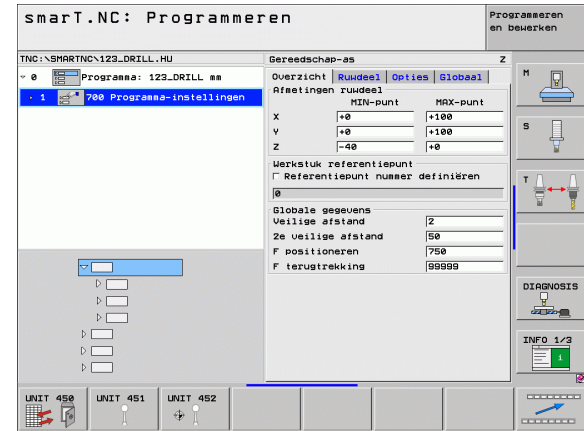 smarT.NC: Programmeren
Programmeren
en bewerken
TNC:\SMARTNC\123_DRILL.HU
0 Programma: 123_DRILL mm
1 700 Programma-instellingen
Gereedschap-as Z
Overzicht Ruwdeel Opties Globaal
Afmetingen ruwdeel
MIN-punt MAX-punt
X +0 +100
Y +0 +100
Z -40 +0
Werkstuk referentiepunt
Referentiepunt nummer definiëren
0
Globale gegevens
Veilige afstand 2
2e veilige afstand 50
F positioneren 750
F terugtrekking 99999
M
S
T
DIAGNOSIS
INFO 1/3
i
UNIT 450
UNIT 451
UNIT 452